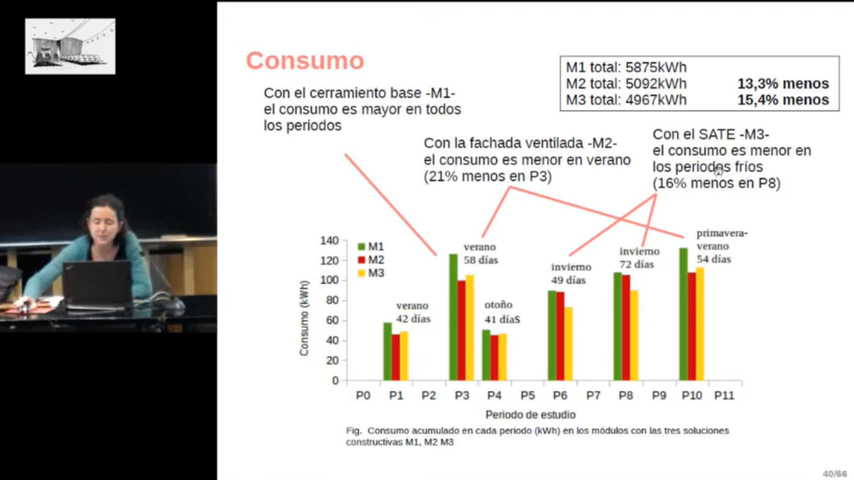 Consumo
M1 total: 5875kWh
M2 total: 5092kWh 13,3% menos
M3 total: 4967kWh 15,4% menos
Con el cerramiento base -M1-
el consumo es mayor en todos
los periodos
Con la fachada ventilada -M2-
el consumo es menor en verano
(21% menos en P3)
Con el SATE -M3-
el consumo es menor en
los periodos fríos
(16% menos en P8)
M1
M2
M3
verano
42 días
verano
58 días
otoño
41 díaS
invierno
49 días
invierno
72 días
primavera-
verano
54 días
Consumo (kWh)
140
120
100
80
60
40
20
0
P0 P1 P2 P3 P4 P5 P6 P7 P8 P9 P10 P11
Periodo de estudio
Fig. Consumo acumulado en cada periodo (kWh) en los módulos con las tres soluciones
constructivas M1, M2 M3
40/66